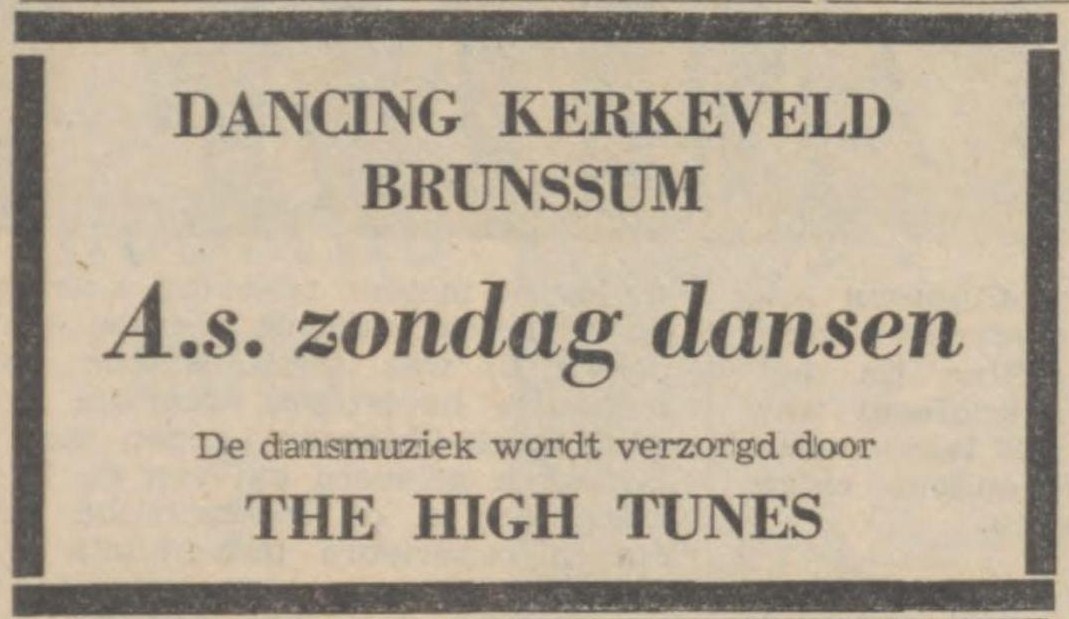 DANCING KERKEVELD
BRUNSSUM
A.s. zondag dansen
De dansmuziek wordt verzorgd door
THE HIGH TUNES